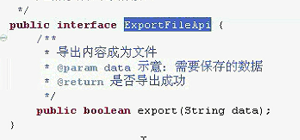 */
public interface ExportFileApi {
/**
* 导出内容成为文件
* @param data 示意：需要保存的数据
* @return 是否导出成功
*/
public boolean export(String data);
}